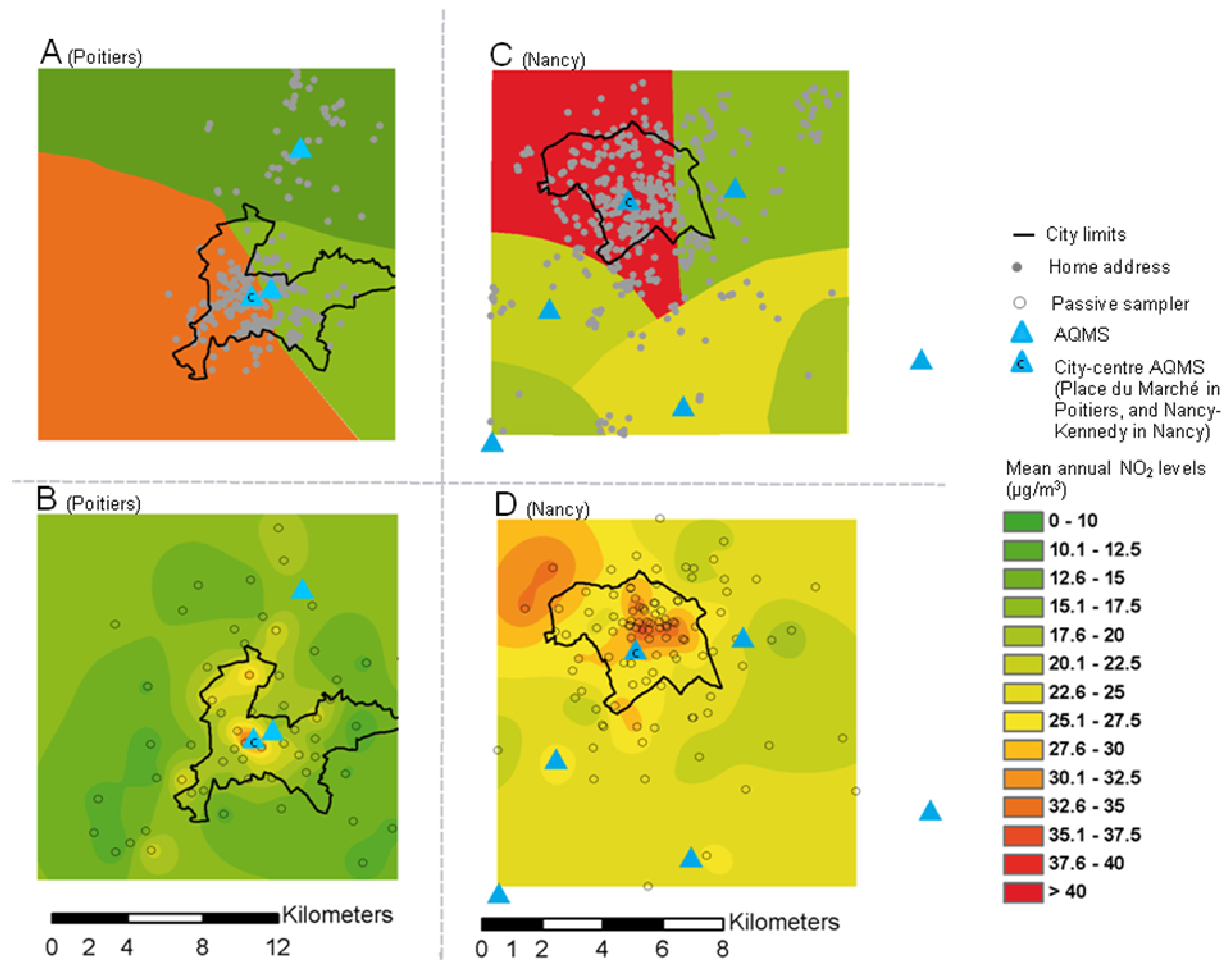 A (Poitiers)
C (Nancy)
C
C
B (Poitiers)
D (Nancy)
C
C
Kilometers
0 2 4 8 12
Kilometers
0 1 2 4 6 8
City limits
Home address
Passive sampler
AQMS
C
City-centre AQMS
(Place du Marché in
Poitiers, and Nancy-
Kennedy in Nancy)
Mean annual NO₂ levels
(µg/m³)
0 - 10
10.1 - 12.5
12.6 - 15
15.1 - 17.5
17.6 - 20
20.1 - 22.5
22.6 - 25
25.1 - 27.5
27.6 - 30
30.1 - 32.5
32.6 - 35
35.1 - 37.5
37.6 - 40
> 40